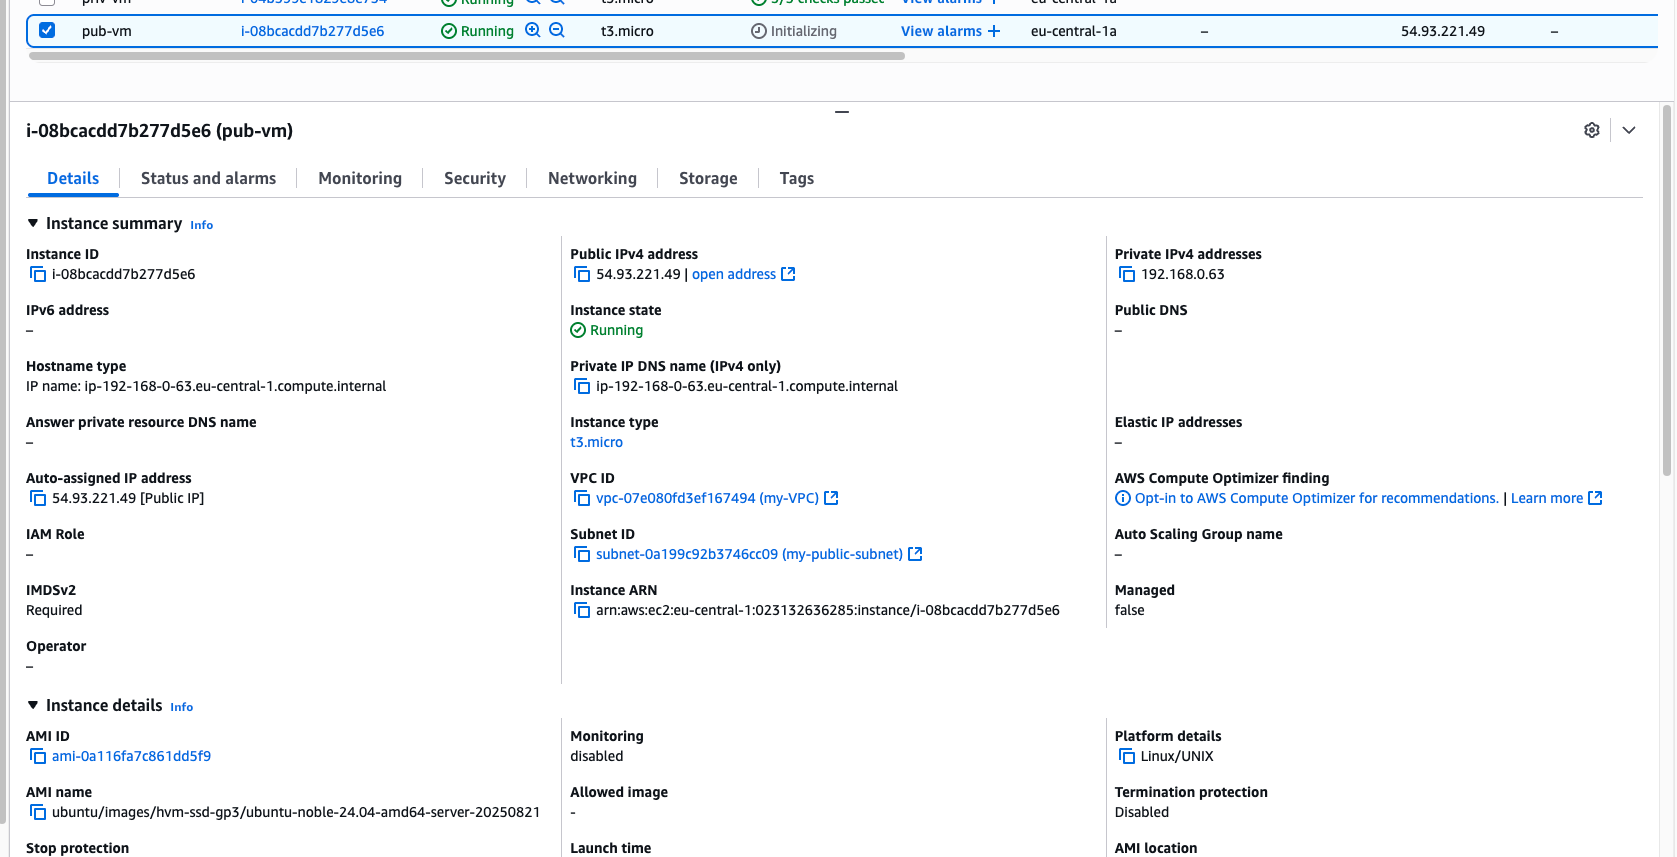 Running t3.micro View alarms + eu-central-1a
pub-vm i-08bcacdd7b277d5e6 Running t3.micro Initializing View alarms + eu-central-1a – 54.93.221.49 –
i-08bcacdd7b277d5e6 (pub-vm)
Details Status and alarms Monitoring Security Networking Storage Tags
Instance summary Info
Instance ID
i-08bcacdd7b277d5e6
Public IPv4 address
54.93.221.49 | open address
Private IPv4 addresses
192.168.0.63
IPv6 address
–
Instance state
Running
Public DNS
–
Hostname type
IP name: ip-192-168-0-63.eu-central-1.compute.internal
Private IP DNS name (IPv4 only)
ip-192-168-0-63.eu-central-1.compute.internal
Answer private resource DNS name
–
Instance type
t3.micro
Elastic IP addresses
–
Auto-assigned IP address
54.93.221.49 [Public IP]
VPC ID
vpc-07e080fd3ef167494 (my-VPC)
AWS Compute Optimizer finding
Opt-in to AWS Compute Optimizer for recommendations. | Learn more
IAM Role
–
Subnet ID
subnet-0a199c92b3746cc09 (my-public-subnet)
Auto Scaling Group name
–
IMDSv2
Required
Instance ARN
arn:aws:ec2:eu-central-1:023132636285:instance/i-08bcacdd7b277d5e6
Managed
false
Operator
–
Instance details Info
AMI ID
ami-0a116fa7c861dd5f9
Monitoring
disabled
Platform details
Linux/UNIX
AMI name
ubuntu/images/hvm-ssd-gp3/ubuntu-noble-24.04-amd64-server-20250821
Allowed image
-
Termination protection
Disabled
Stop protection
Launch time
AMI location